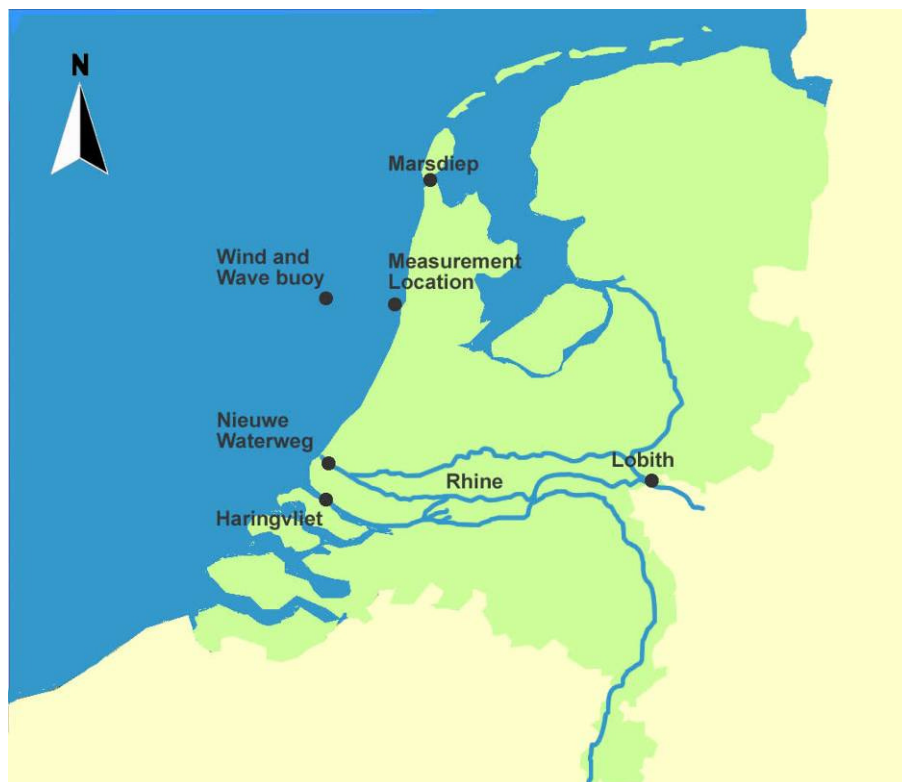 N
Marsdiep
Wind and
Wave buoy
Measurement
Location
Nieuwe
Waterweg
Lobith
Rhine
Haringvliet